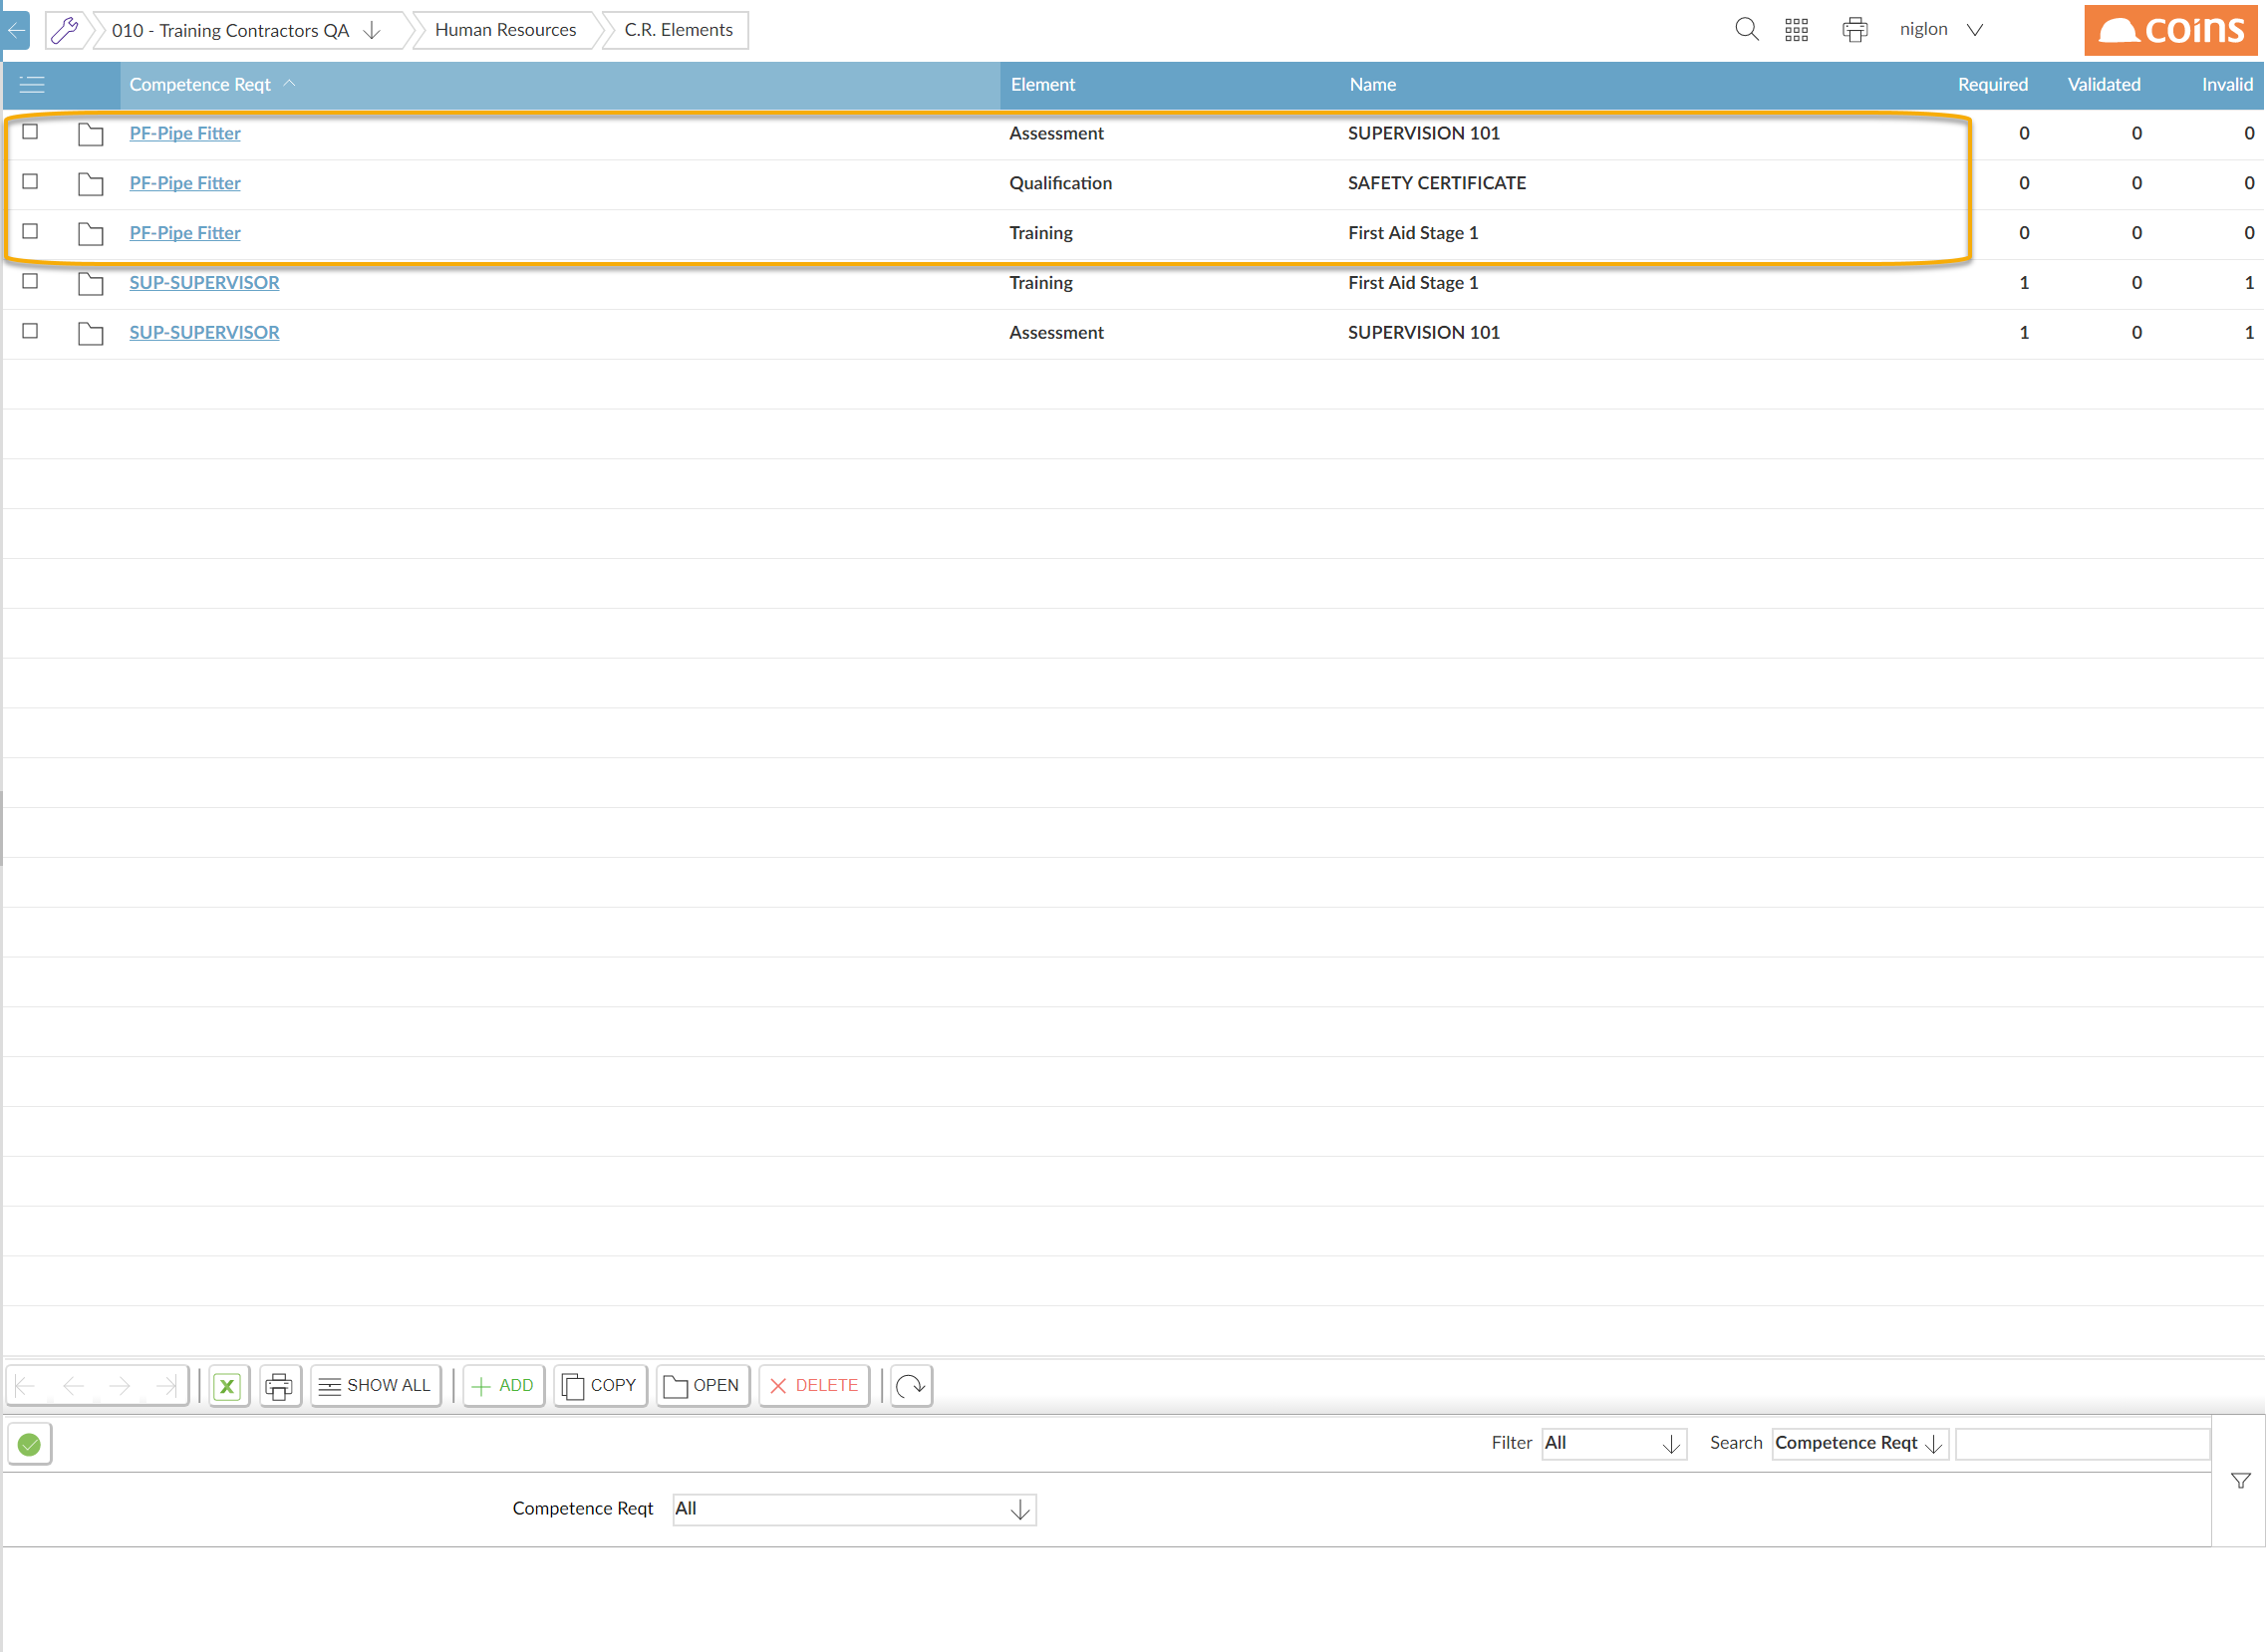 010 - Training Contractors QA Human Resources C.R. Elements niglon coins
Competence Reqt Element Name Required Validated Invalid
PF-Pipe Fitter Assessment SUPERVISION 101 0 0 0
PF-Pipe Fitter Qualification SAFETY CERTIFICATE 0 0 0
PF-Pipe Fitter Training First Aid Stage 1 0 0 0
SUP-SUPERVISOR Training First Aid Stage 1 1 0 1
SUP-SUPERVISOR Assessment SUPERVISION 101 1 0 1
X SHOW ALL ADD COPY OPEN DELETE
Filter All Search Competence Reqt
Competence Reqt All